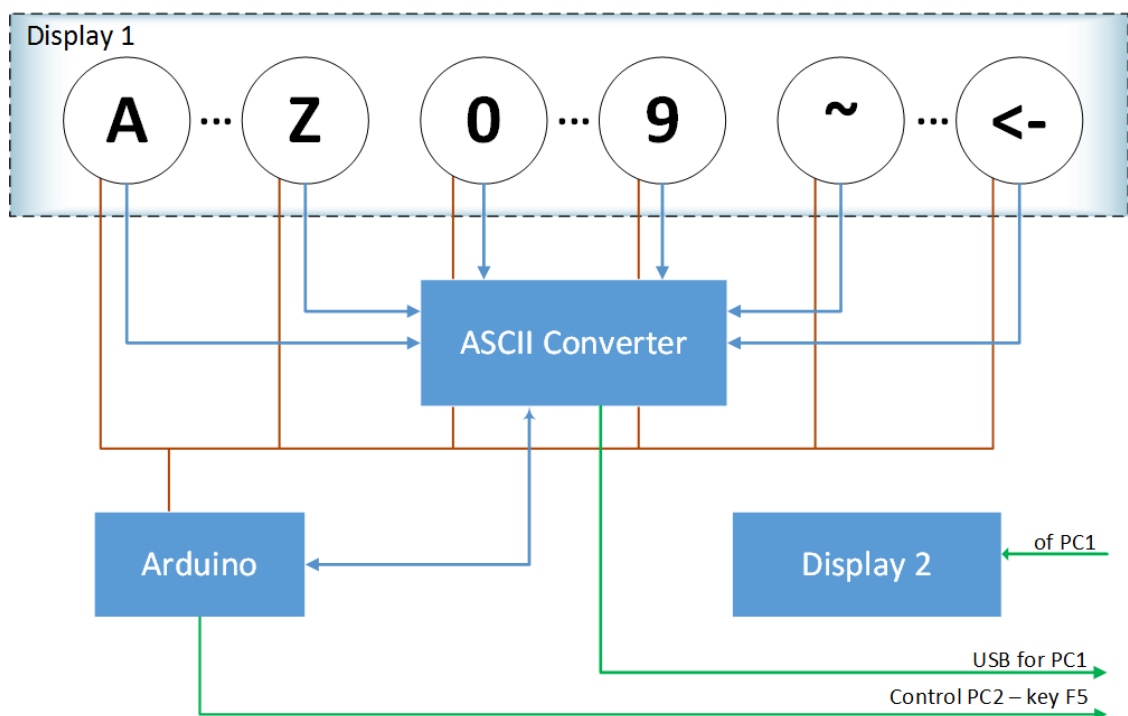 Display 1
A ... Z 0 ... 9 ~ ... <-
ASCII Converter
Arduino
Display 2
of PC1
USB for PC1
Control PC2 – key F5